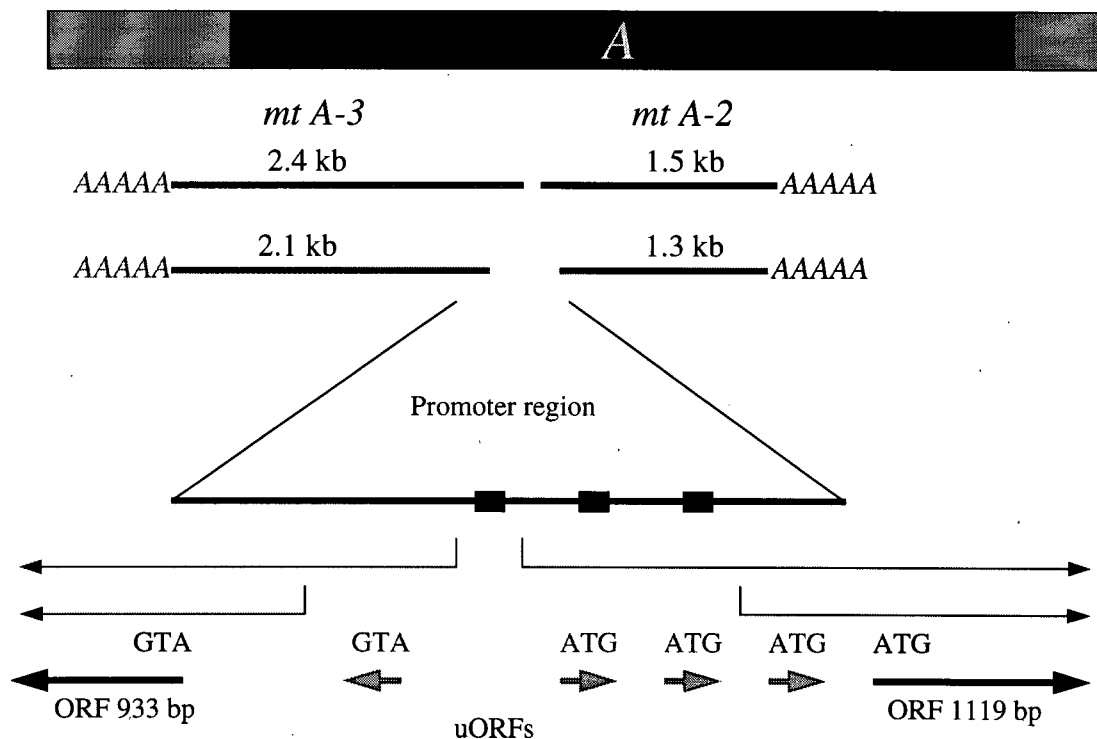 A
mt A-3 mt A-2
2.4 kb 1.5 kb
AAAAA AAAAA
2.1 kb 1.3 kb
AAAAA AAAAA
Promoter region
GTA GTA ATG ATG ATG ATG
ORF 933 bp ORF 1119 bp
uORFs